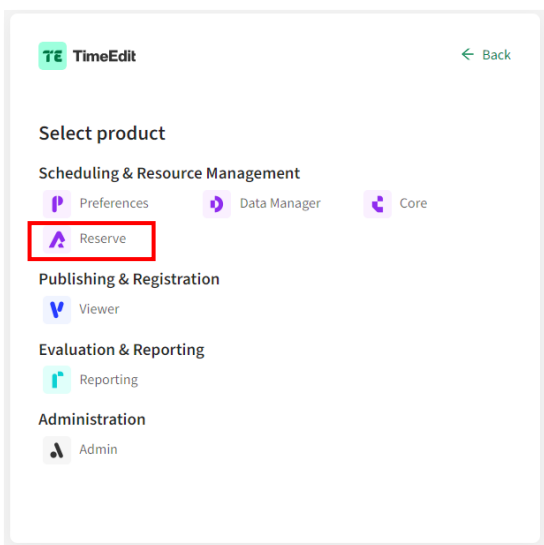 TE TimeEdit
← Back
Select product
Scheduling & Resource Management
Preferences Data Manager Core
Reserve
Publishing & Registration
Viewer
Evaluation & Reporting
Reporting
Administration
Admin